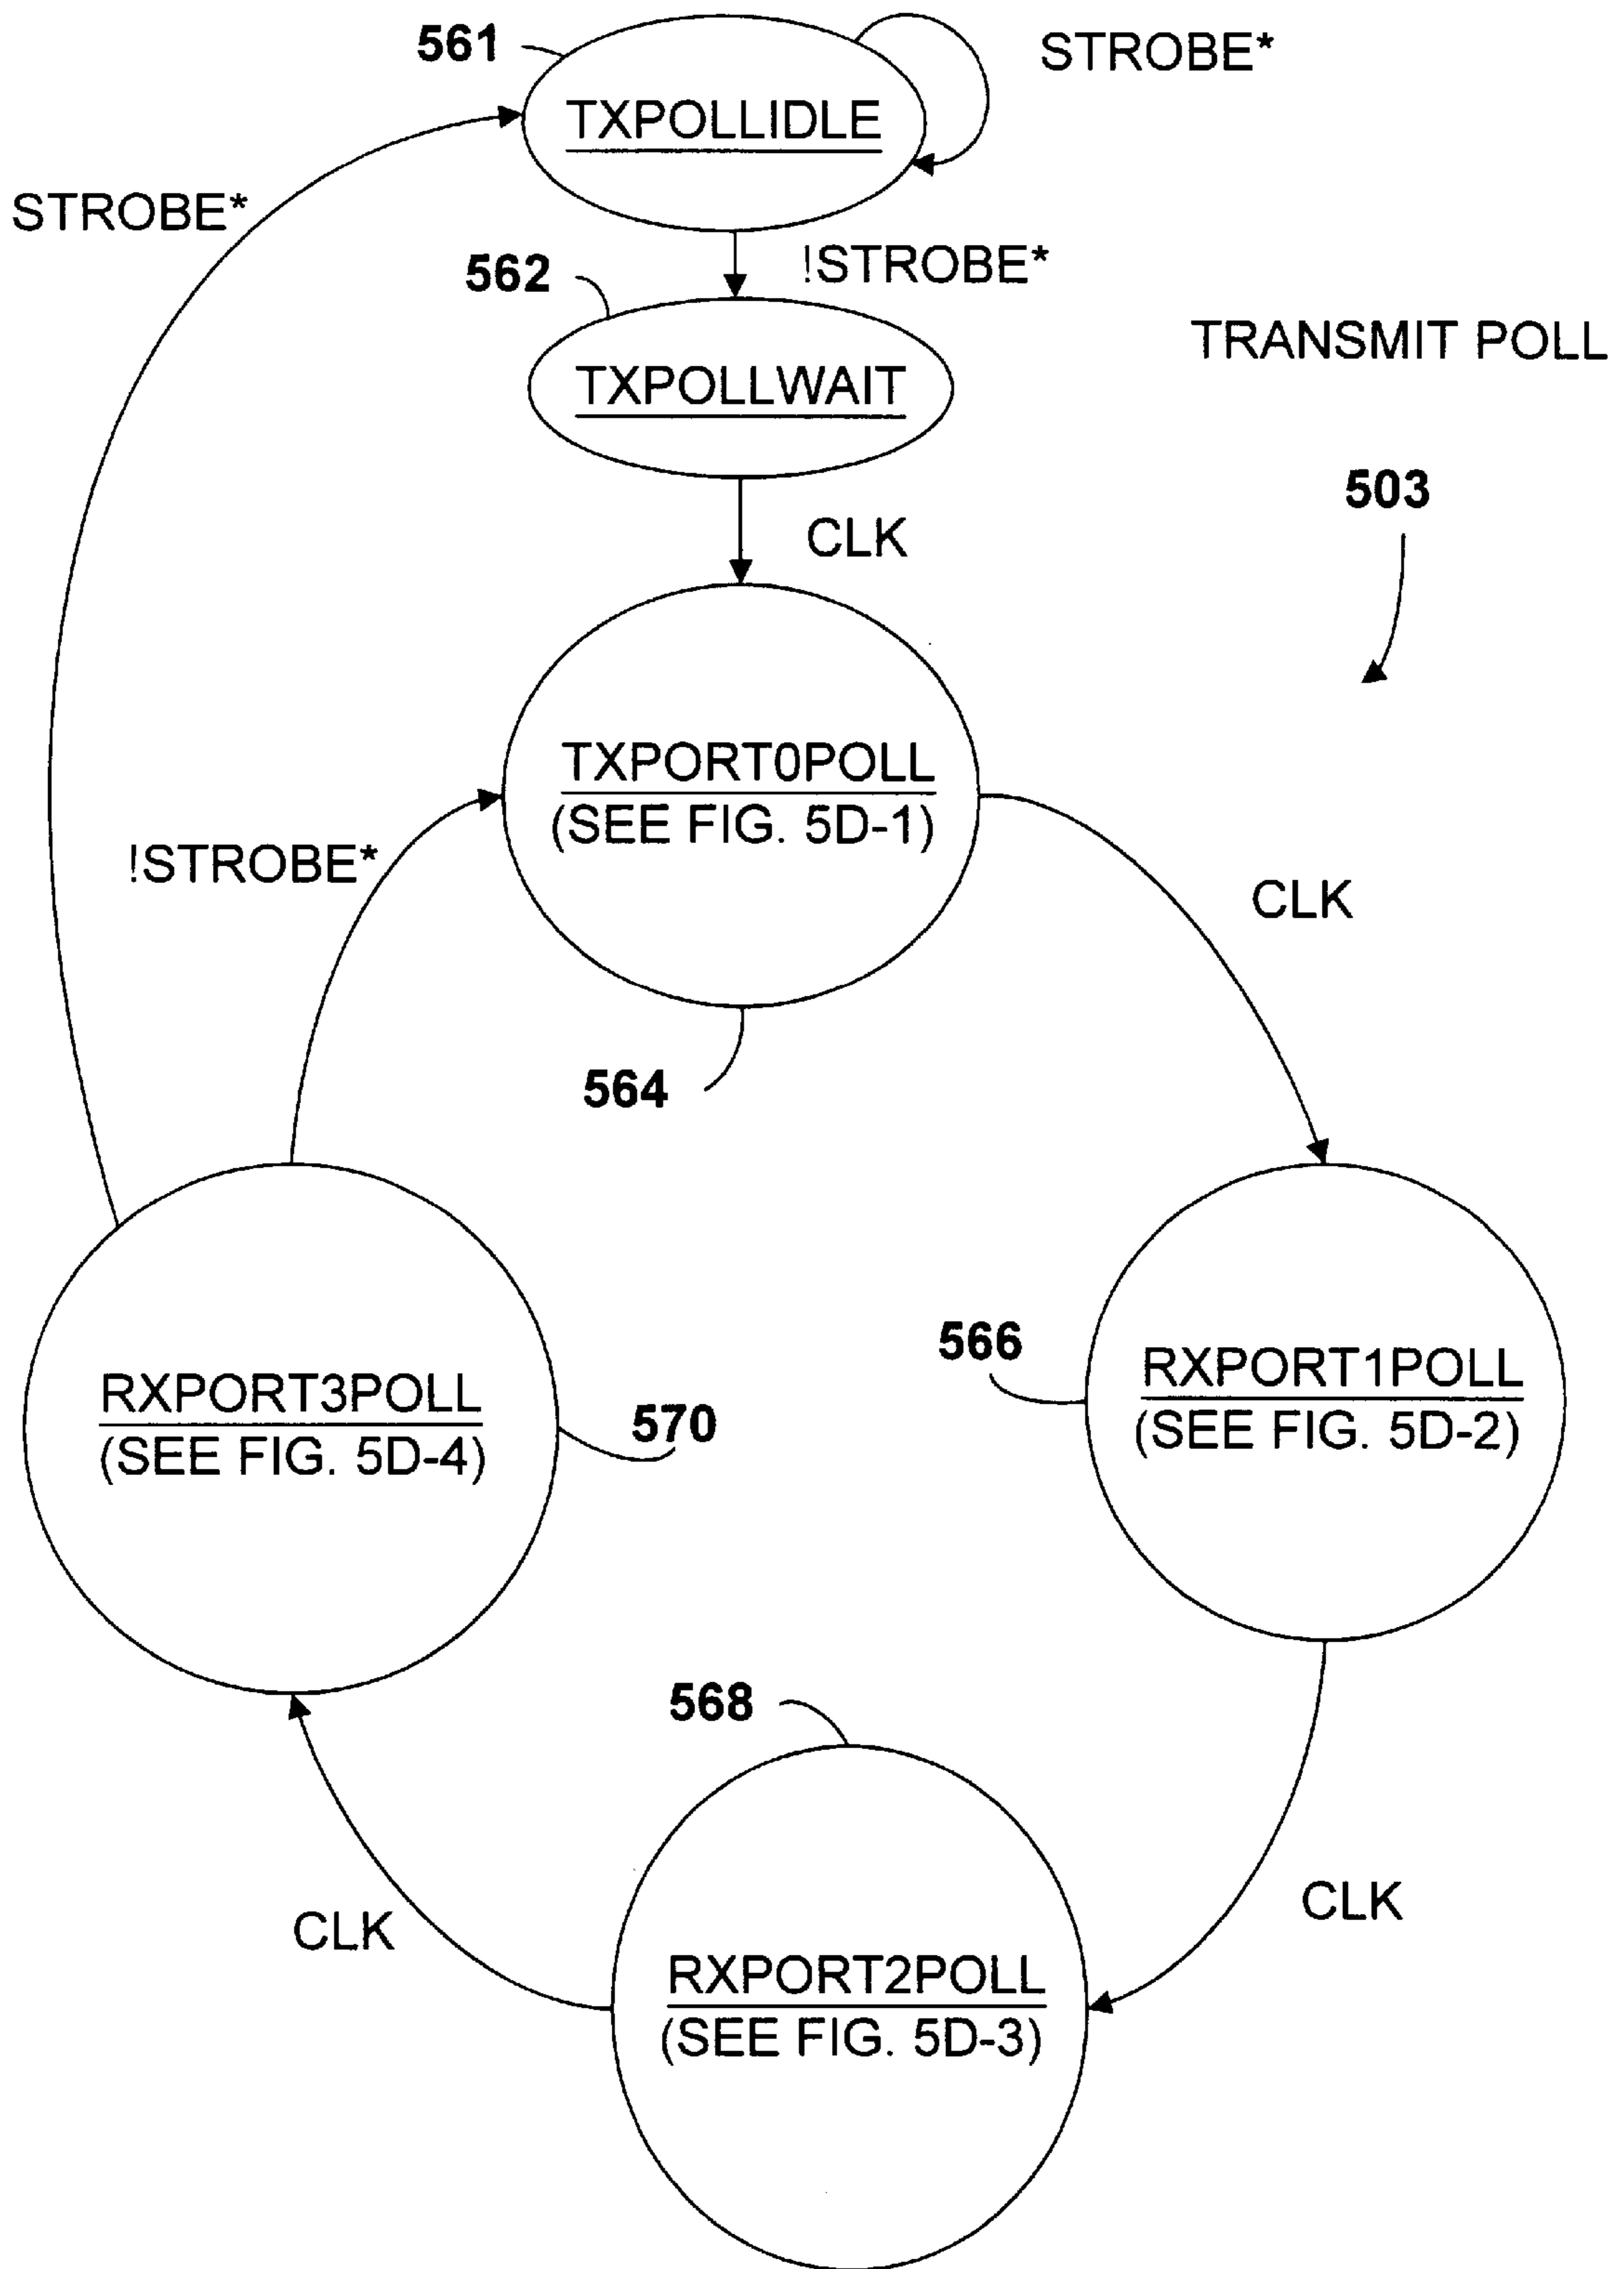 561
STROBE*
TXPOLLIDLE
STROBE*
!STROBE*
562
TRANSMIT POLL
TXPOLLWAIT
503
CLK
TXPORT0POLL
(SEE FIG. 5D-1)
!STROBE*
CLK
564
566
RXPORT1POLL
(SEE FIG. 5D-2)
RXPORT3POLL
(SEE FIG. 5D-4)
570
568
CLK
CLK
RXPORT2POLL
(SEE FIG. 5D-3)